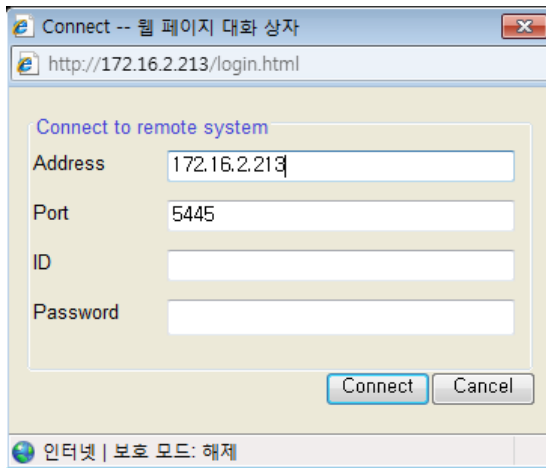 Connect -- 웹 페이지 대화 상자
http://172.16.2.213/login.html
Connect to remote system
Address 172.16.2.213
Port 5445
ID
Password
Connect Cancel
인터넷 | 보호 모드: 해제